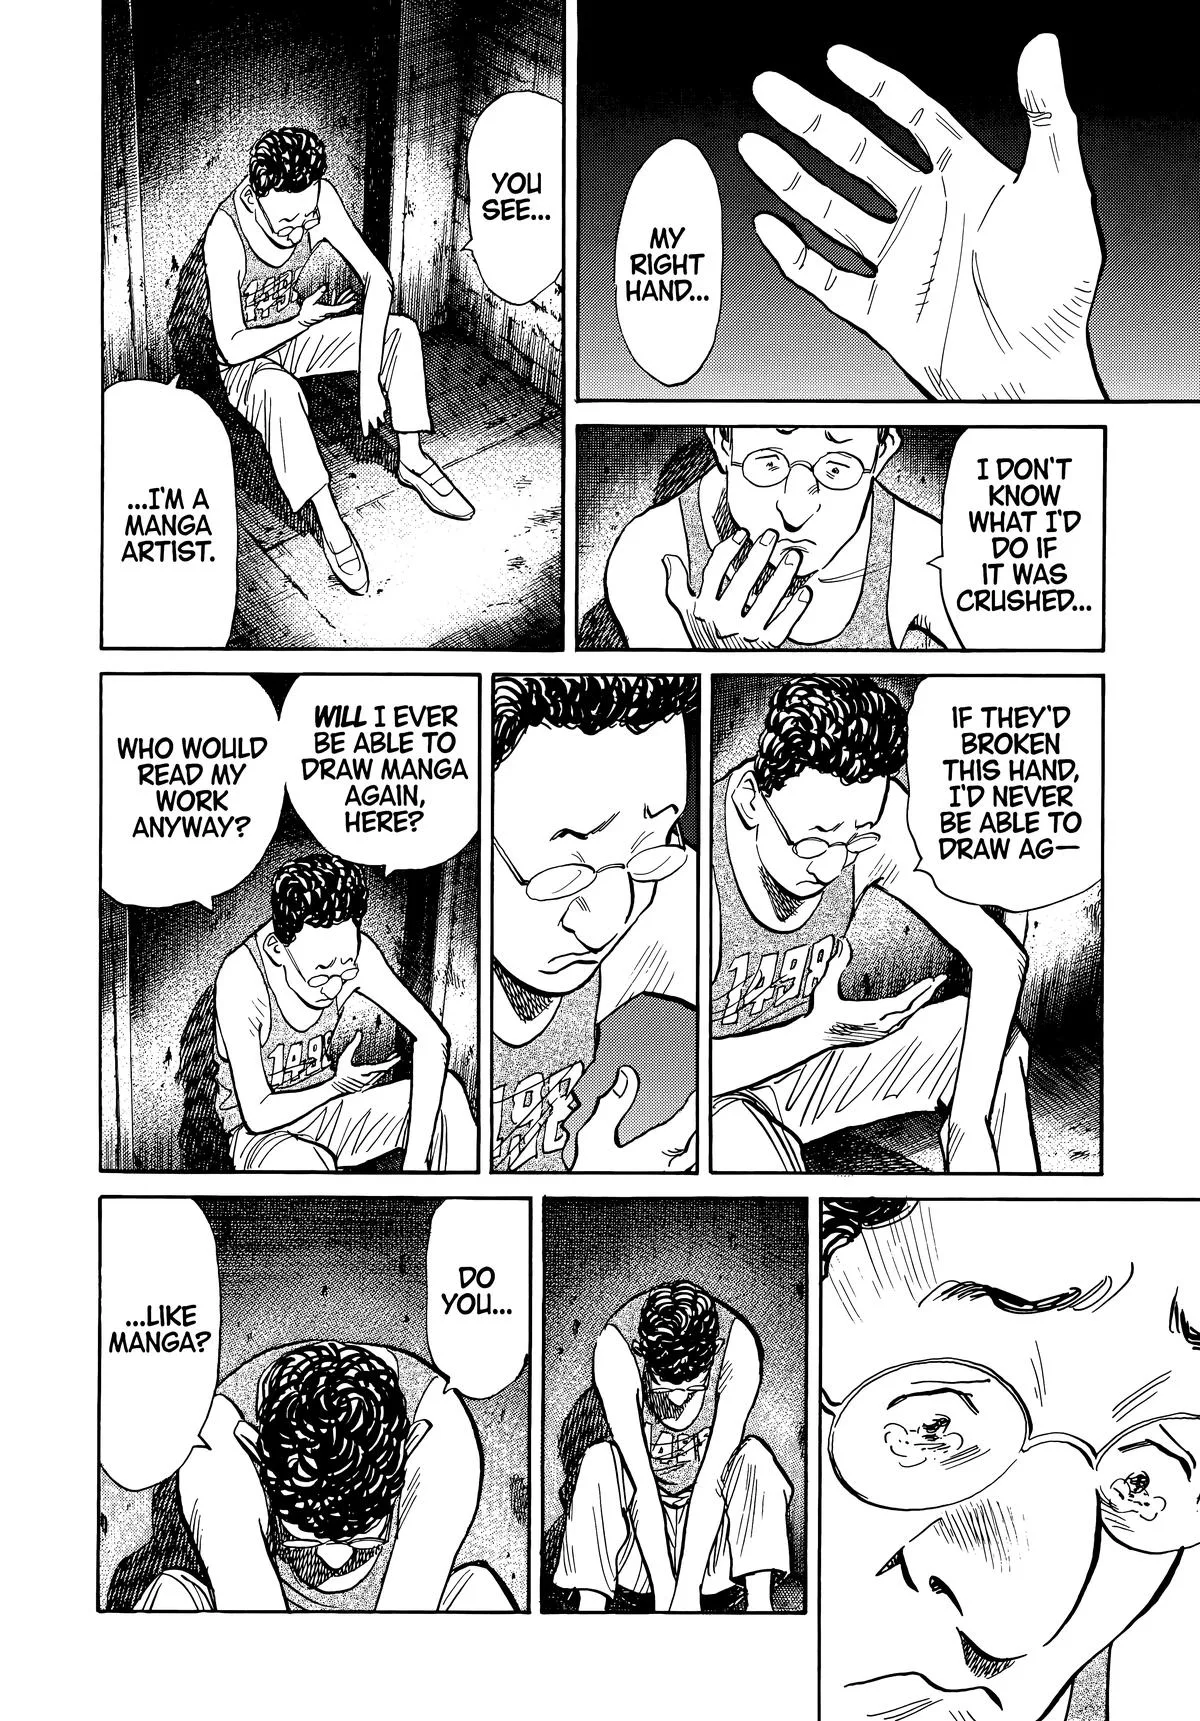 MY
RIGHT
HAND...
I DON'T
KNOW
WHAT I'D
DO IF
IT WAS
CRUSHED...
YOU
SEE...
...I'M A
MANGA
ARTIST.
IF THEY'D
BROKEN
THIS HAND,
I'D NEVER
BE ABLE TO
DRAW AG—
1498
WILL I EVER
BE ABLE TO
DRAW MANGA
AGAIN,
HERE?
WHO WOULD
READ MY
WORK
ANYWAY?
DO
YOU...
...LIKE
MANGA?